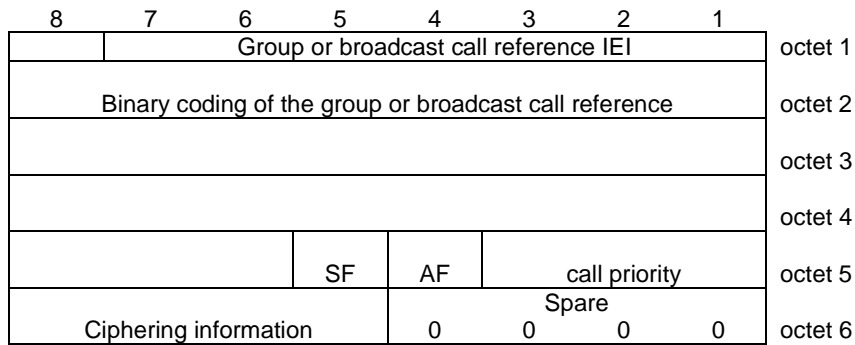 8 7 6 5 4 3 2 1
Group or broadcast call reference IEI octet 1
Binary coding of the group or broadcast call reference octet 2
octet 3
octet 4
SF AF call priority octet 5
Spare
Ciphering information 0 0 0 0 octet 6